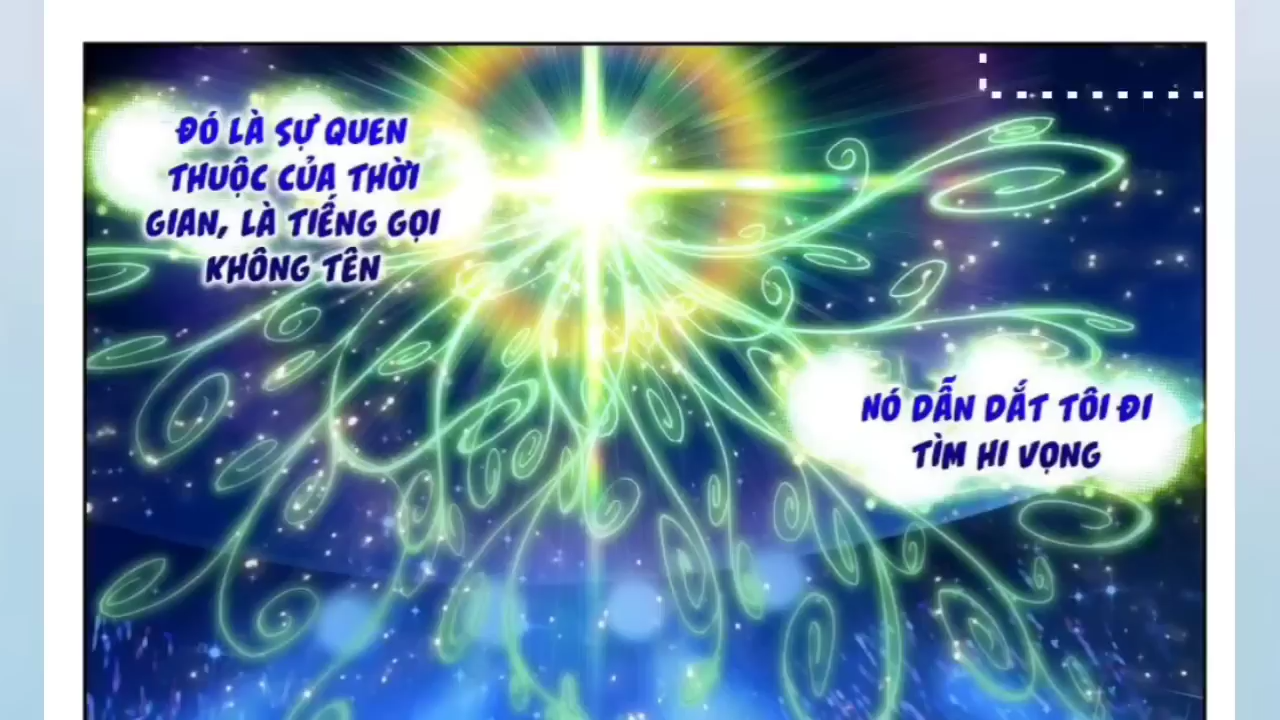 ĐÓ LÀ SỰ QUEN
THUỘC CỦA THỜI
GIAN, LÀ TIẾNG GỌI
KHÔNG TÊN
NÓ DẪN DẮT TÔI ĐI
TÌM HI VỌNG